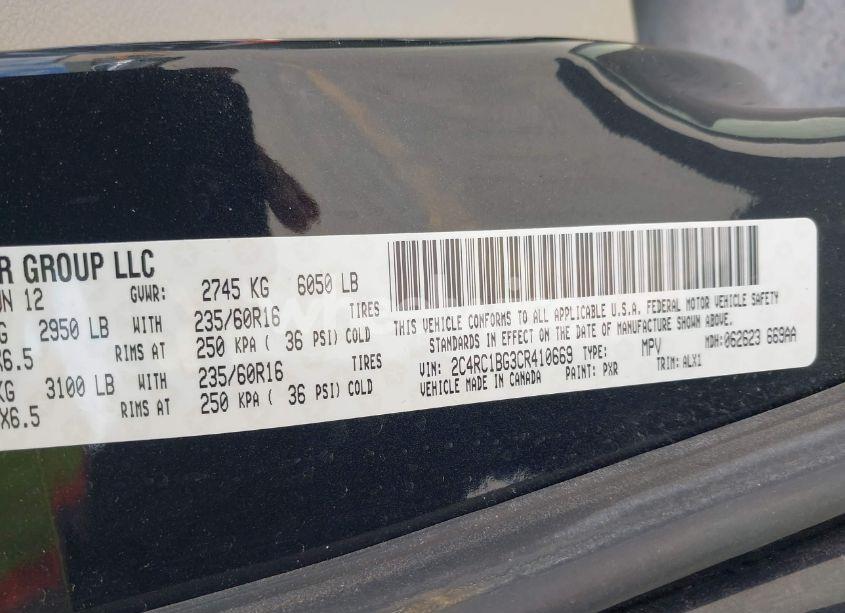 R GROUP LLC
UN 12 GVWR: 2745 KG 6050 LB
G 2950 LB WITH 235/60R16 TIRES
X6.5 RIMS AT 250 KPA ( 36 PSI) COLD
KG 3100 LB WITH 235/60R16 TIRES
X6.5 RIMS AT 250 KPA ( 36 PSI) COLD
THIS VEHICLE CONFORMS TO ALL APPLICABLE U.S.A. FEDERAL MOTOR VEHICLE SAFETY
STANDARDS IN EFFECT ON THE DATE OF MANUFACTURE SHOWN ABOVE.
VIN: 2C4RC1BG3CR410669 TYPE: MPV MDH: 062623 669AA
VEHICLE MADE IN CANADA PAINT: PXR TRIM: ALX1